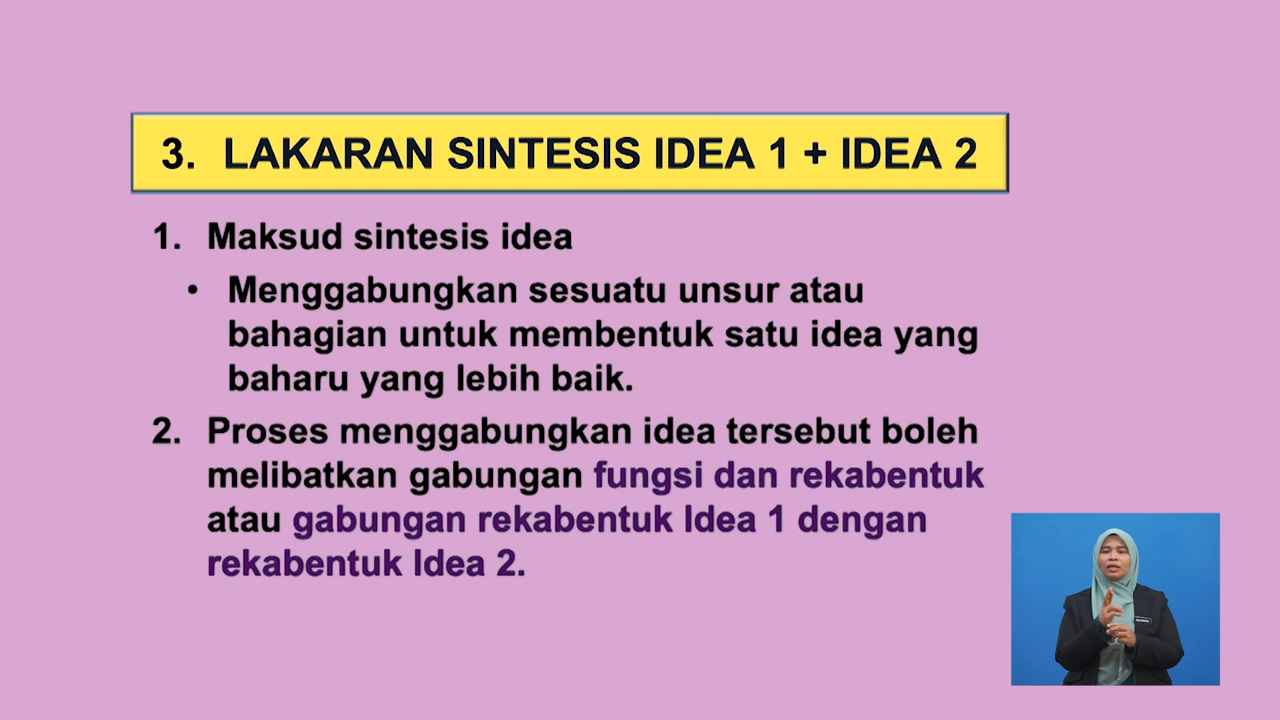 3. LAKARAN SINTESIS IDEA 1 + IDEA 2
1. Maksud sintesis idea
• Menggabungkan sesuatu unsur atau
bahagian untuk membentuk satu idea yang
baharu yang lebih baik.
2. Proses menggabungkan idea tersebut boleh
melibatkan gabungan fungsi dan rekabentuk
atau gabungan rekabentuk Idea 1 dengan
rekabentuk Idea 2.